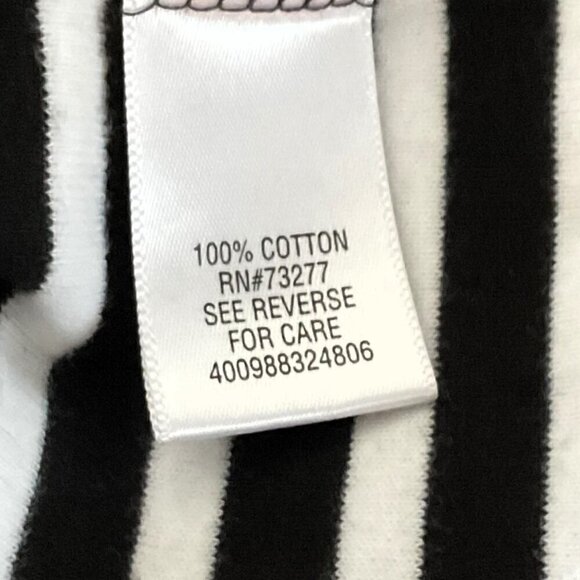 100% COTTON
RN#73277
SEE REVERSE
FOR CARE
400988324806